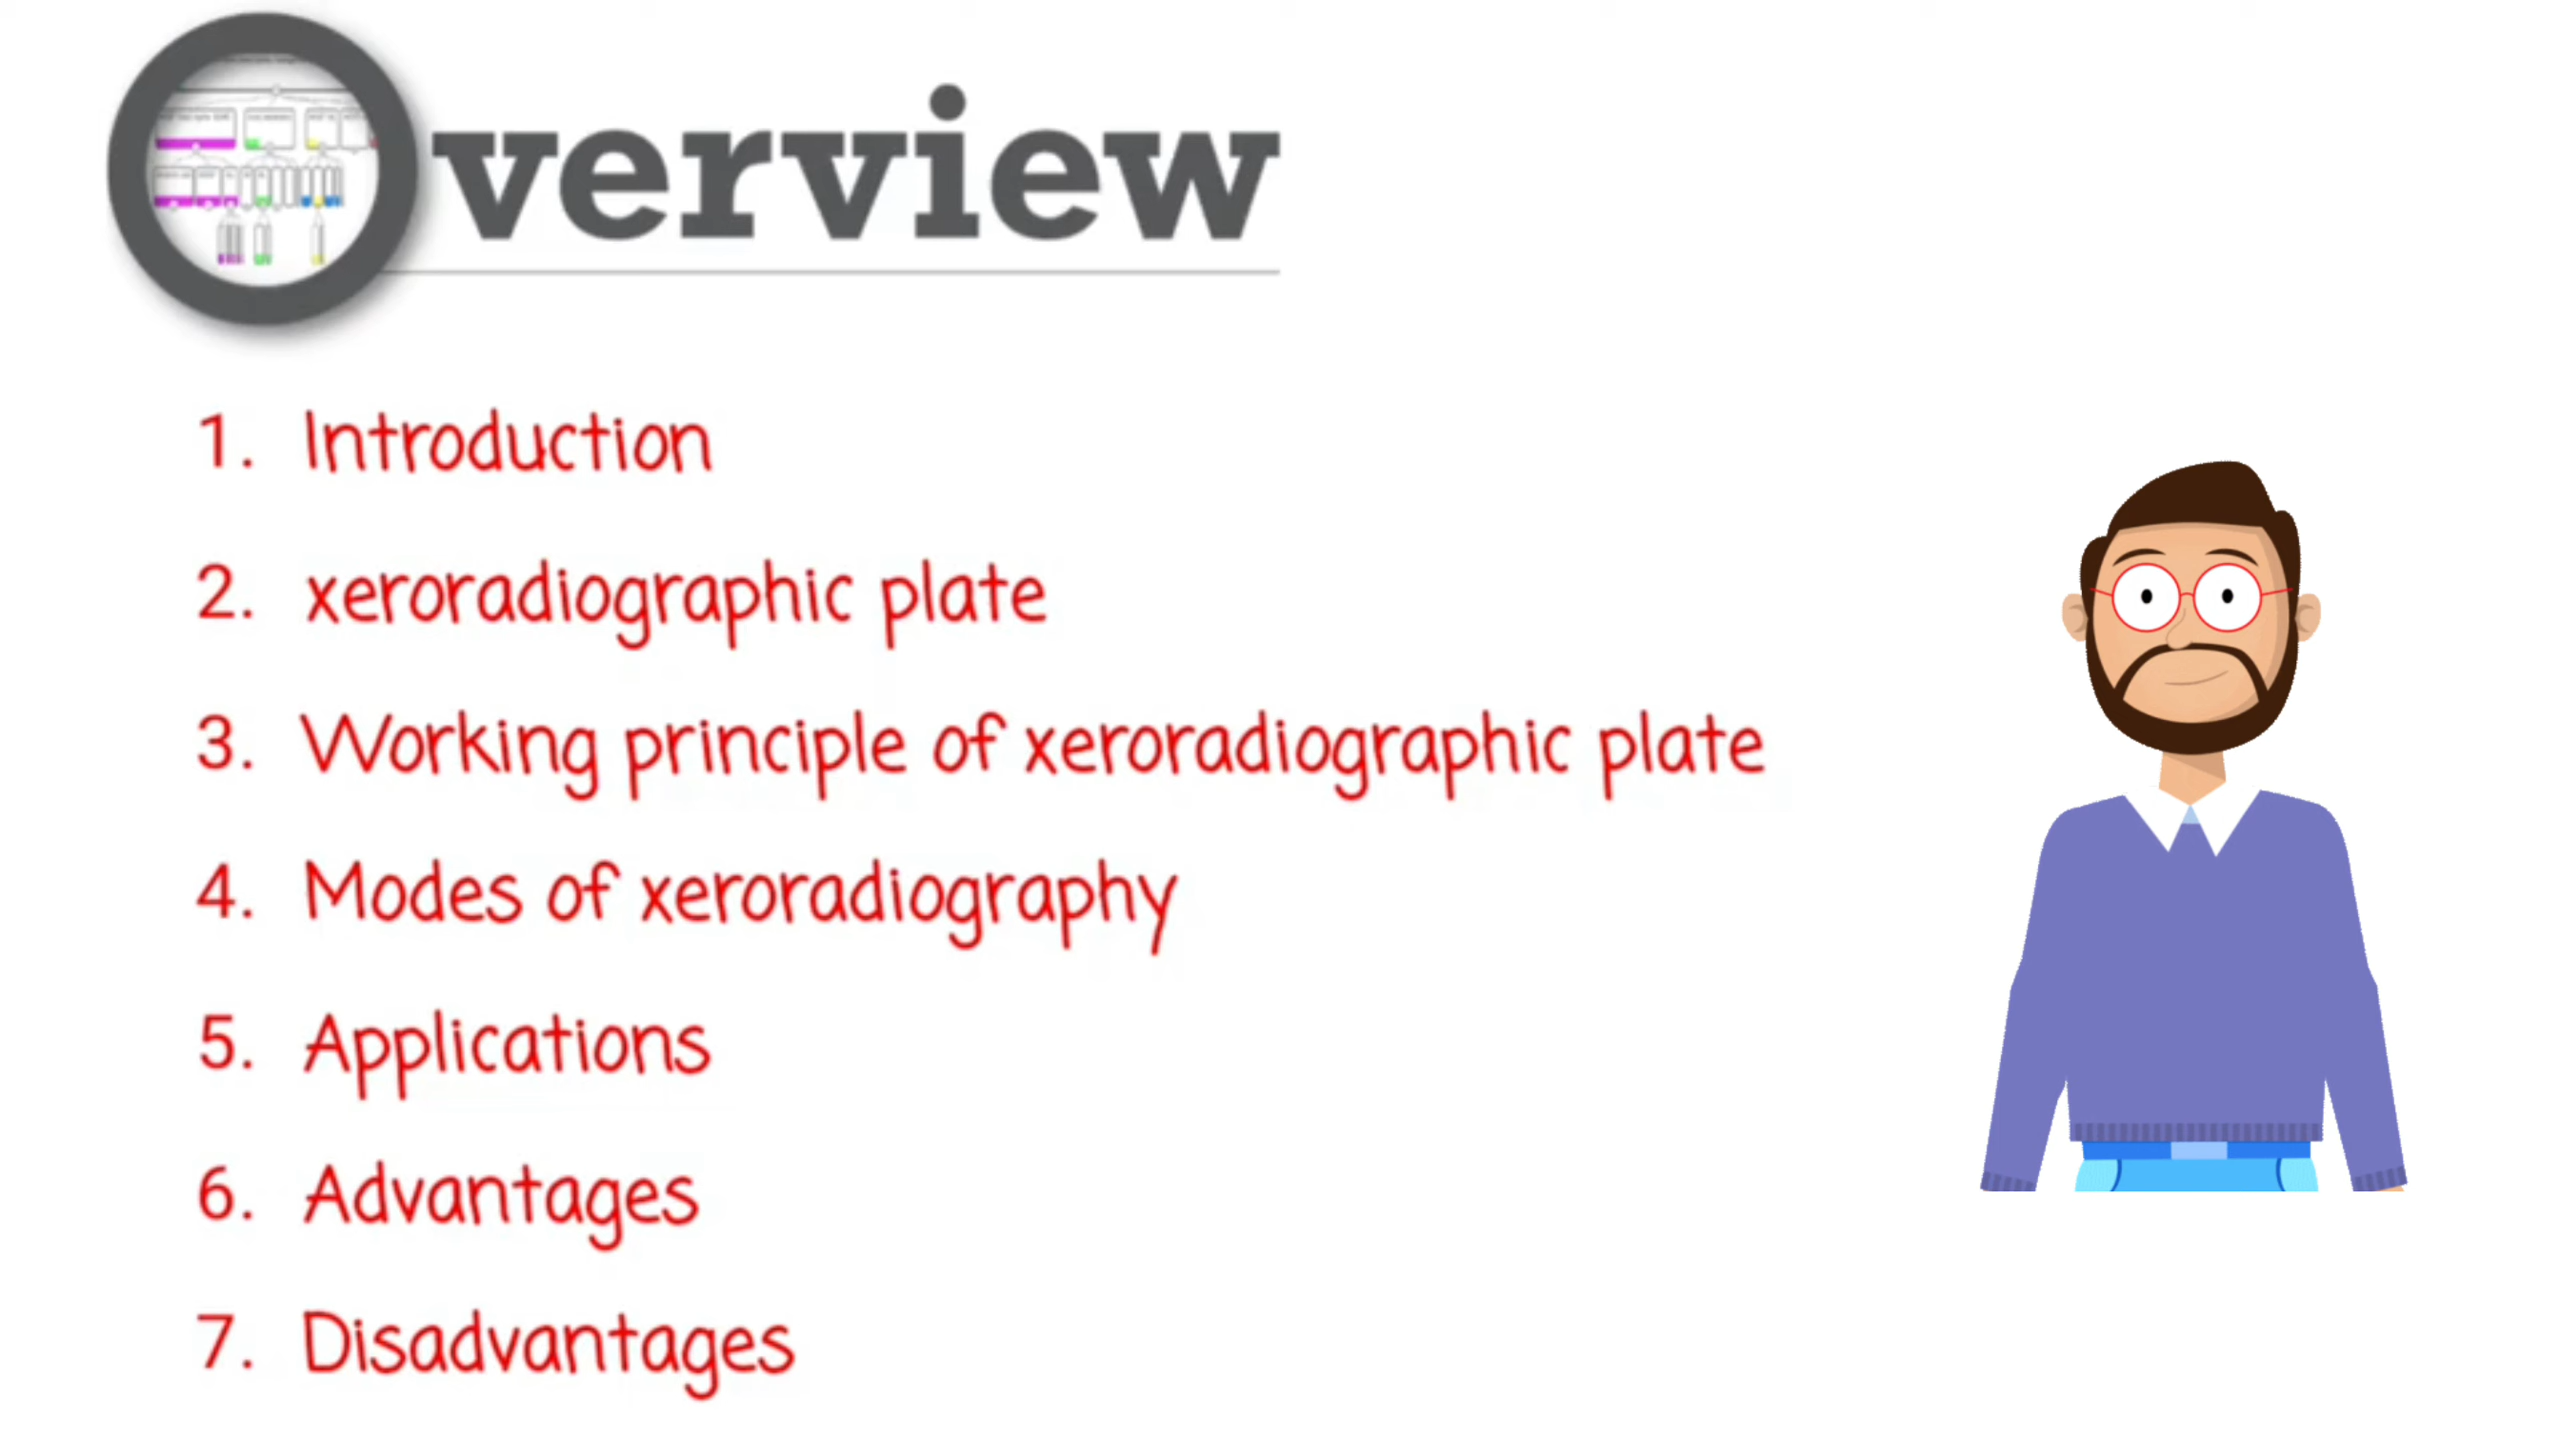 Overview
1. Introduction
2. xeroradiographic plate
3. Working principle of xeroradiographic plate
4. Modes of xeroradiography
5. Applications
6. Advantages
7. Disadvantages